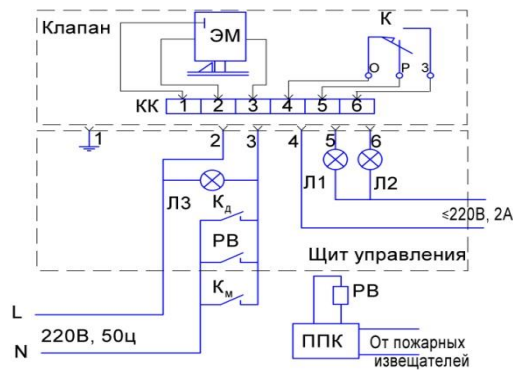 Клапан
ЭМ
К
О Р З
КК 1 2 3 4 5 6
1 2 3 4 5 6
Л3 Л1 Л2
Кд
РВ
Км
≤220В, 2А
Щит управления
L
220В, 50ц
N
РВ
ППК
От пожарных
извещателей